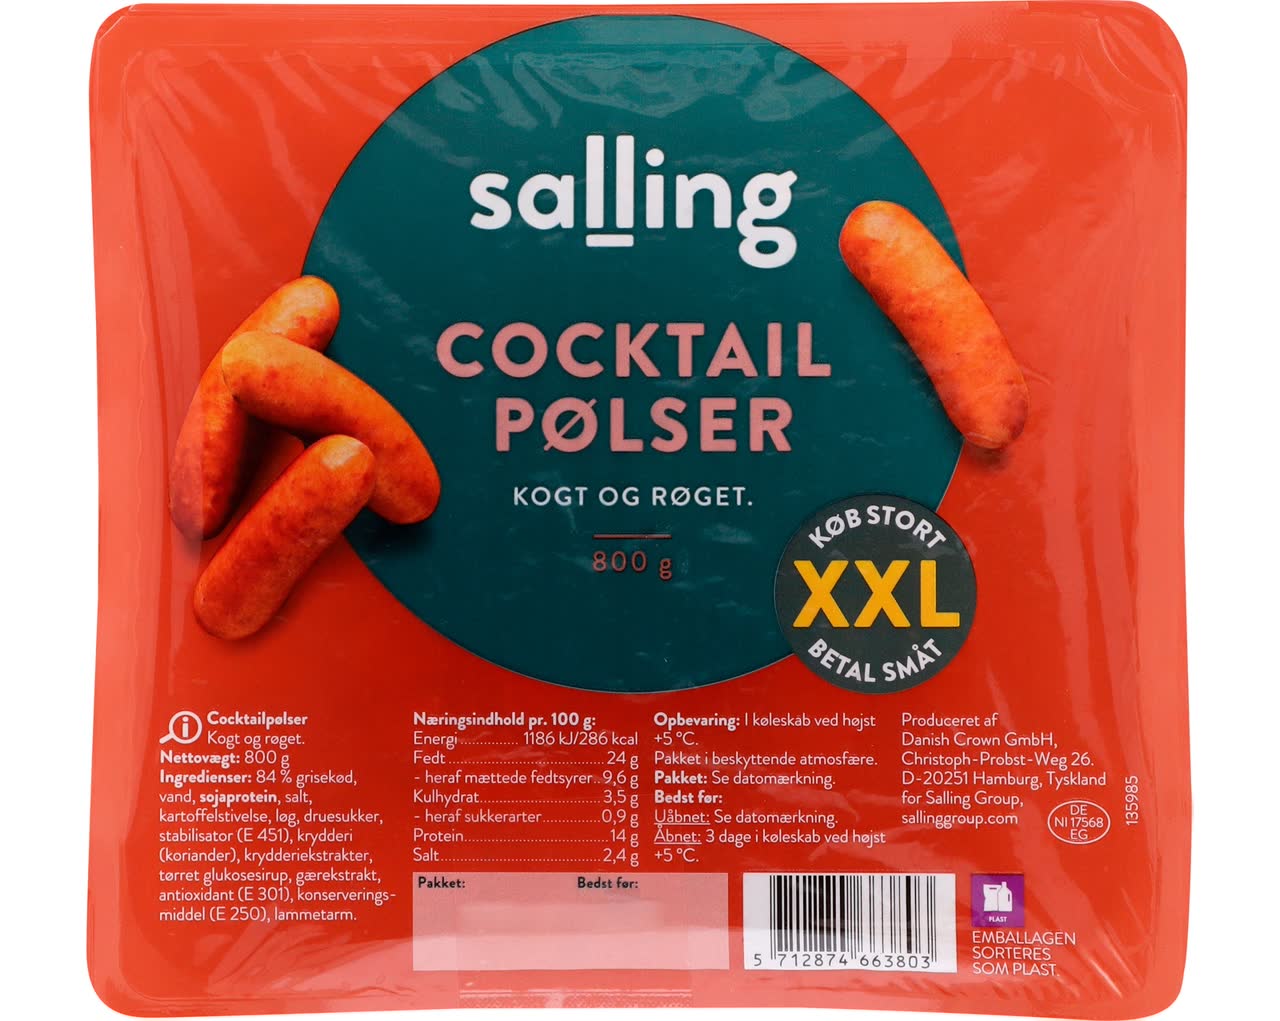 salling
COCKTAIL
PØLSER
KOGT OG RØGET.
800 g
KØB STORT
XXL
BETAL SMÅT
Cocktailpølser
Kogt og røget.
Nettovægt: 800 g
Ingredienser: 84 % grisekød,
vand, sojaprotein, salt,
kartoffelstivelse, løg, druesukker,
stabilisator (E 451), krydderi
(koriander), krydderiekstrakter,
tørret glukosesirup, gærekstrakt,
antioxidant (E 301), konserverings-
middel (E 250), lammetarm.
Næringsindhold pr. 100 g:
Energi.............. 1186 kJ/286 kcal
Fedt.......................................24 g
- heraf mættede fedtsyrer..9,6 g
Kulhydrat.............................3,5 g
- heraf sukkerarter...............0,9 g
Protein....................................14 g
Salt.......................................2,4 g
Pakket: Bedst før:
Opbevaring: I køleskab ved højst
+5 °C.
Pakket i beskyttende atmosfære.
Pakket: Se datomærkning.
Bedst før:
Uåbnet: Se datomærkning.
Åbnet: 3 dage i køleskab ved højst
+5 °C.
Produceret af
Danish Crown GmbH,
Christoph-Probst-Weg 26.
D-20251 Hamburg, Tyskland
for Salling Group,
sallinggroup.com
DE
NI 17568
EG
135985
5 712874 663803
PLAST
EMBALLAGEN
SORTERES
SOM PLAST.